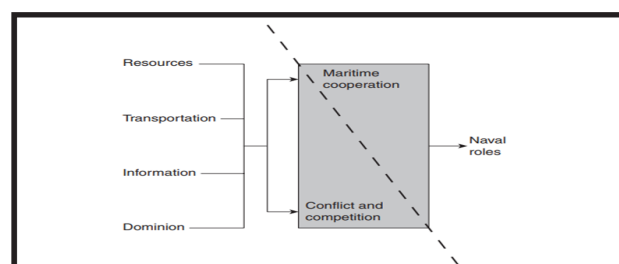 Resources
Maritime
cooperation
Transportation
Naval
roles
Information
Conflict and
competition
Dominion